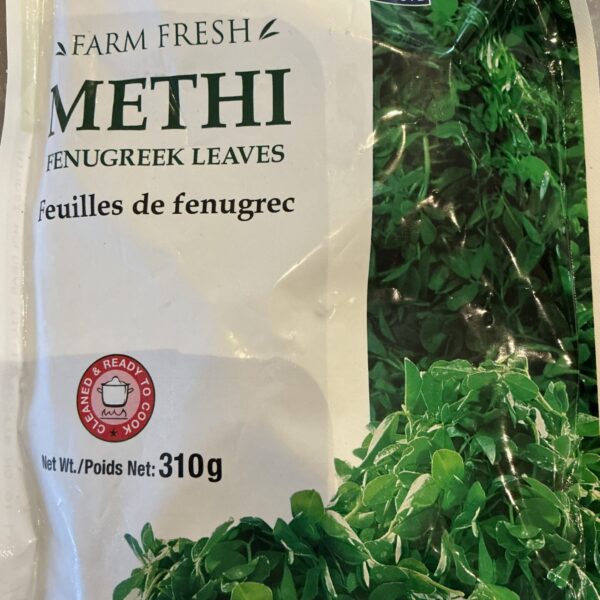 FARM FRESH
METHI
FENUGREEK LEAVES
Feuilles de fenugrec
CLEANED & READY TO COOK
Net Wt./Poids Net: 310g